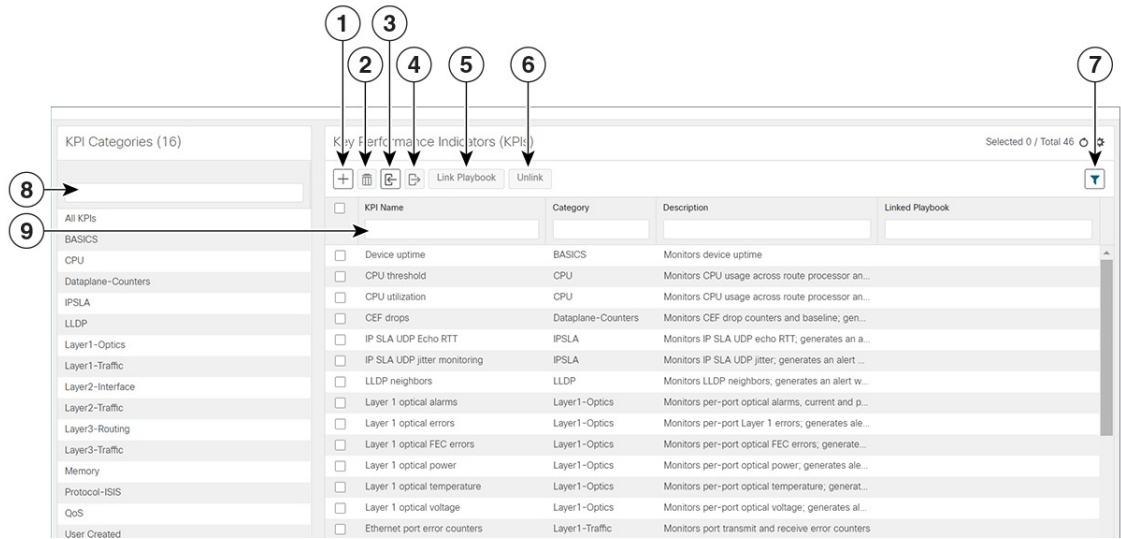 1
3
2
4
5
6
7
KPI Categories (16)
Key Performance Indicators (KPIs)
Selected 0 / Total 46
Link Playbook
Unlink
8
9
All KPIs
BASICS
CPU
Dataplane-Counters
IPSLA
LLDP
Layer1-Optics
Layer1-Traffic
Layer2-Interface
Layer2-Traffic
Layer3-Routing
Layer3-Traffic
Memory
Protocol-ISIS
QoS
User Created
KPI Name Category Description Linked Playbook
Device uptime BASICS Monitors device uptime
CPU threshold CPU Monitors CPU usage across route processor an...
CPU utilization CPU Monitors CPU usage across route processor an...
CEF drops Dataplane-Counters Monitors CEF drop counters and baseline; gen...
IP SLA UDP Echo RTT IPSLA Monitors IP SLA UDP echo RTT; generates an a...
IP SLA UDP jitter monitoring IPSLA Monitors IP SLA UDP jitter; generates an alert ...
LLDP neighbors LLDP Monitors LLDP neighbors; generates an alert w...
Layer 1 optical alarms Layer1-Optics Monitors per-port optical alarms, current and p...
Layer 1 optical errors Layer1-Optics Monitors per-port Layer 1 errors; generates ale...
Layer 1 optical FEC errors Layer1-Optics Monitors per-port optical FEC errors; generate...
Layer 1 optical power Layer1-Optics Monitors per-port optical power; generates ale...
Layer 1 optical temperature Layer1-Optics Monitors per-port optical temperature; generat...
Layer 1 optical voltage Layer1-Optics Monitors per-port optical voltage; generates al...
Ethernet port error counters Layer1-Traffic Monitors port transmit and receive error counters